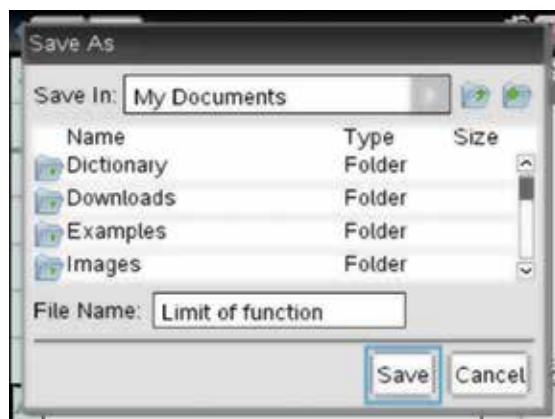 Save As
Save In: My Documents
Name Type Size
Dictionary Folder
Downloads Folder
Examples Folder
Images Folder
File Name: Limit of function
Save Cancel